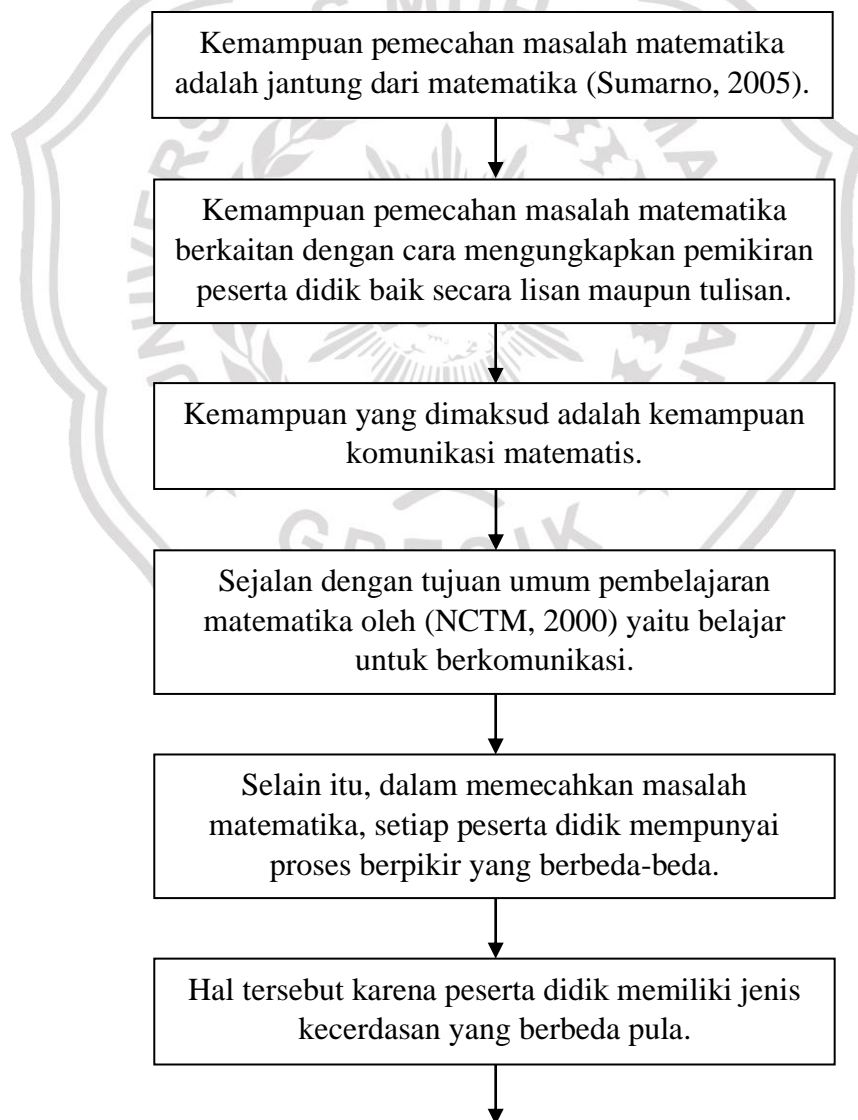 Kemampuan pemecahan masalah matematika
adalah jantung dari matematika (Sumarno, 2005).
Kemampuan pemecahan masalah matematika
berkaitan dengan cara mengungkapkan pemikiran
peserta didik baik secara lisan maupun tulisan.
Kemampuan yang dimaksud adalah kemampuan
komunikasi matematis.
GRESIK
Sejalan dengan tujuan umum pembelajaran
matematika oleh (NCTM, 2000) yaitu belajar
untuk berkomunikasi.
Selain itu, dalam memecahkan masalah
matematika, setiap peserta didik mempunyai
proses berpikir yang berbeda-beda.
Hal tersebut karena peserta didik memiliki jenis
kecerdasan yang berbeda pula.